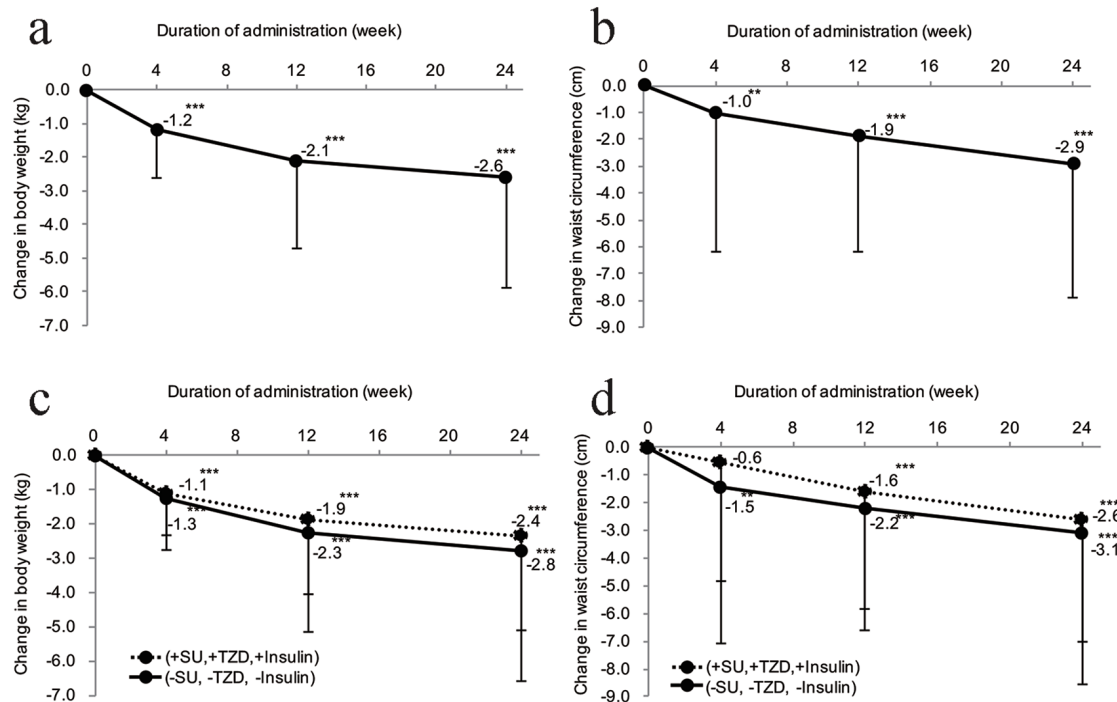 a
Duration of administration (week)
0 4 8 12 16 20 24
Change in body weight (kg)
0.0
-1.0
-2.0
-3.0
-4.0
-5.0
-6.0
-7.0
-1.2***
-2.1***
-2.6***
b
Duration of administration (week)
0 4 8 12 16 20 24
Change in waist circumference (cm)
0.0
-1.0
-2.0
-3.0
-4.0
-5.0
-6.0
-7.0
-8.0
-9.0
-1.0**
-1.9***
-2.9***
c
Duration of administration (week)
0 4 8 12 16 20 24
Change in body weight (kg)
0.0
-1.0
-2.0
-3.0
-4.0
-5.0
-6.0
-7.0
-1.1***
-1.9***
-2.4***
-1.3***
-2.3***
-2.8***
(+SU,+TZD,+Insulin)
(-SU, -TZD, -Insulin)
d
Duration of administration (week)
0 4 8 12 16 20 24
Change in waist circumference (cm)
0.0
-1.0
-2.0
-3.0
-4.0
-5.0
-6.0
-7.0
-8.0
-9.0
-0.6
-1.6***
-2.6***
-1.5**
-2.2***
-3.1***
(+SU,+TZD,+Insulin)
(-SU, -TZD, -Insulin)